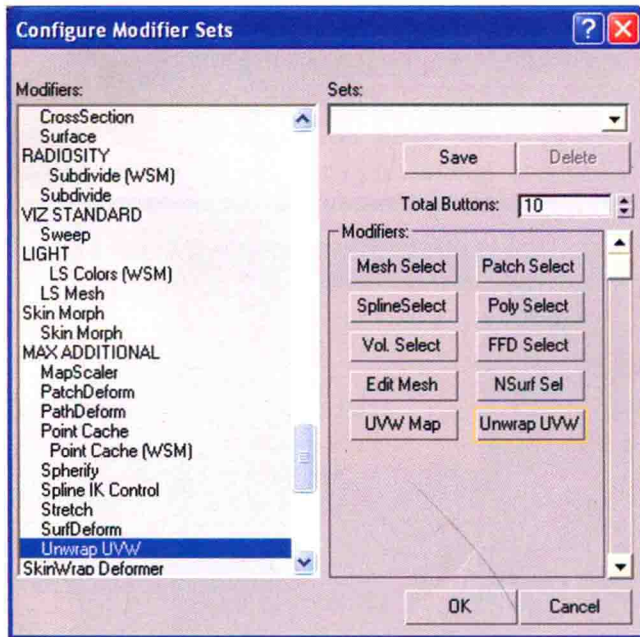 Configure Modifier Sets
Modifiers:
CrossSection
Surface
RADIOSITY
Subdivide (WSM)
Subdivide
VIZ STANDARD
Sweep
LIGHT
LS Colors (WSM)
LS Mesh
Skin Morph
Skin Morph
MAX ADDITIONAL
MapScaler
PatchDeform
PathDeform
Point Cache
Point Cache (WSM)
Spherify
Spline IK Control
Stretch
SurfDeform
Unwrap UVW
SkinWrap Deformer
Sets:
Save Delete
Total Buttons: 10
Modifiers:
Mesh Select Patch Select
SplineSelect Poly Select
Vol. Select FFD Select
Edit Mesh NSurf Sel
UVW Map Unwrap UVW
OK Cancel